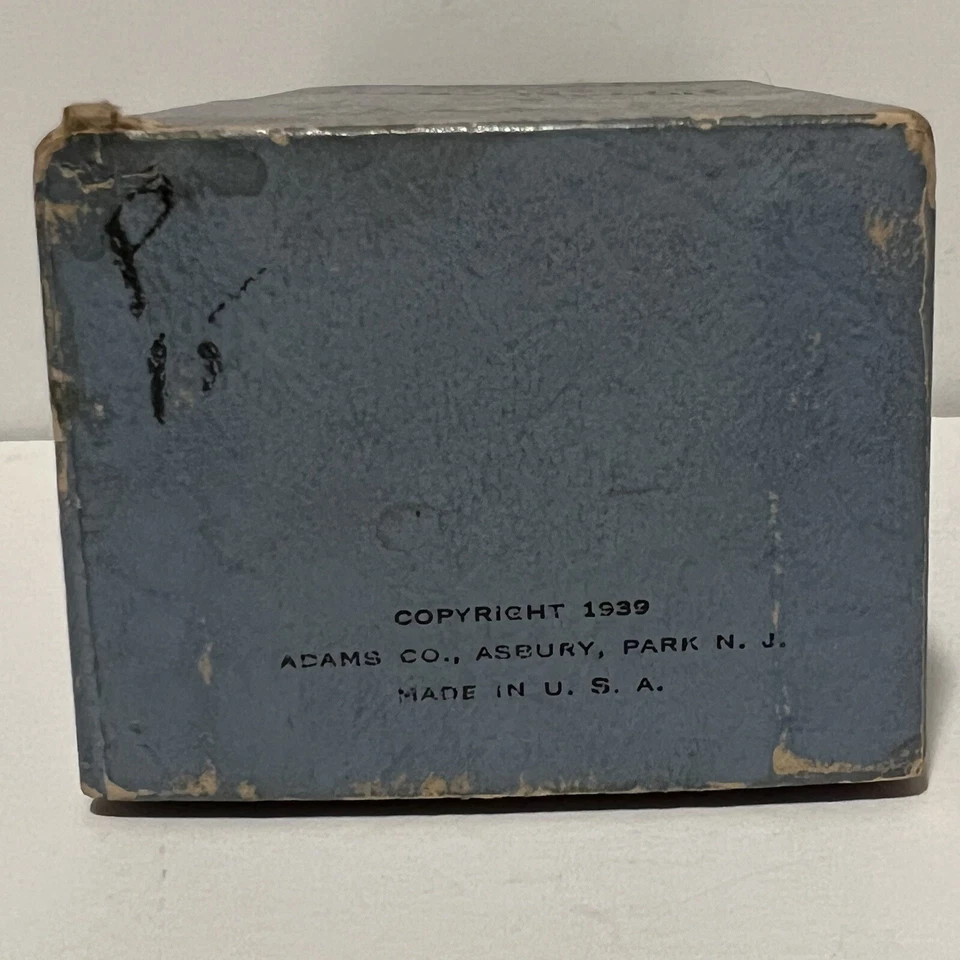 COPYRIGHT 1939
ADAMS CO., ASBURY, PARK N. J.
MADE IN U. S. A.